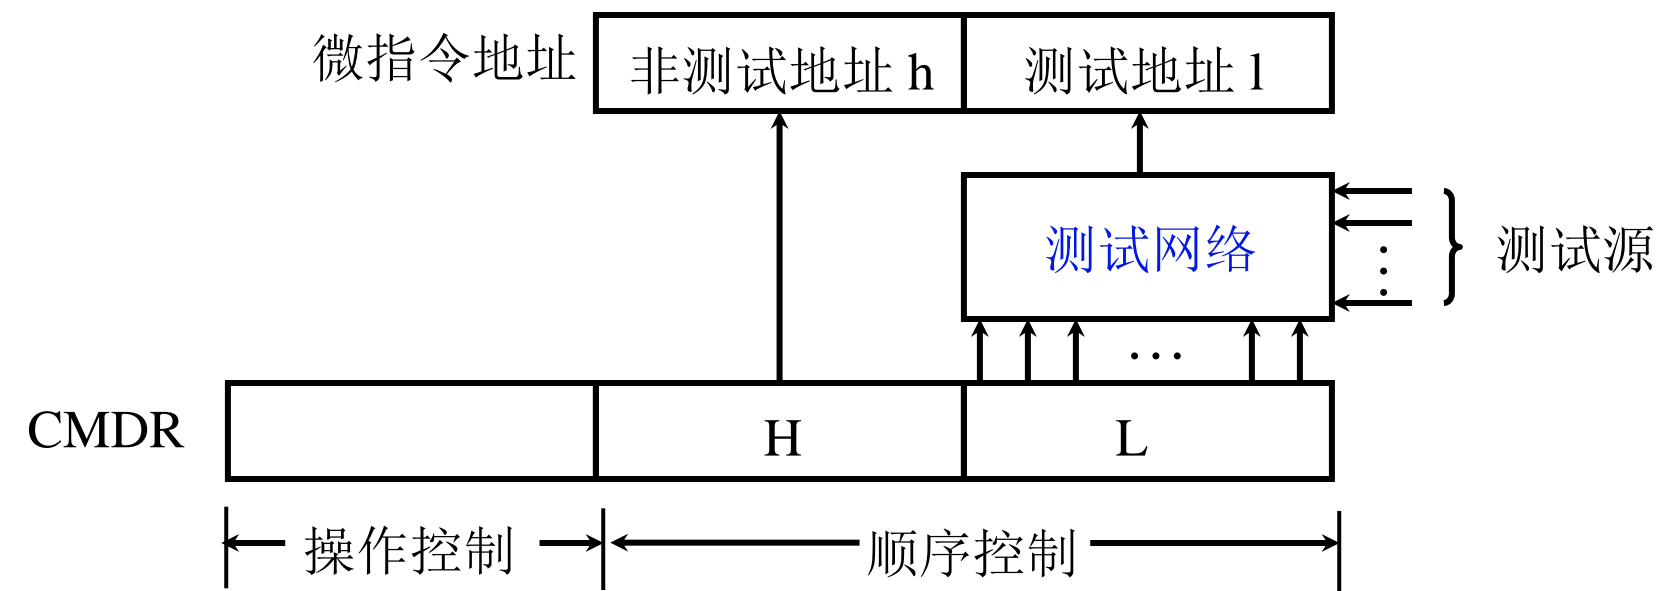 微指令地址
非测试地址 h
测试地址 l
测试网络
测试源
…
CMDR
H
L
操作控制
顺序控制